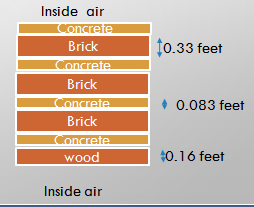 Inside air
Concrete
Brick
0.33 feet
Concrete
Brick
Concrete
0.083 feet
Brick
Concrete
wood
0.16 feet
Inside air